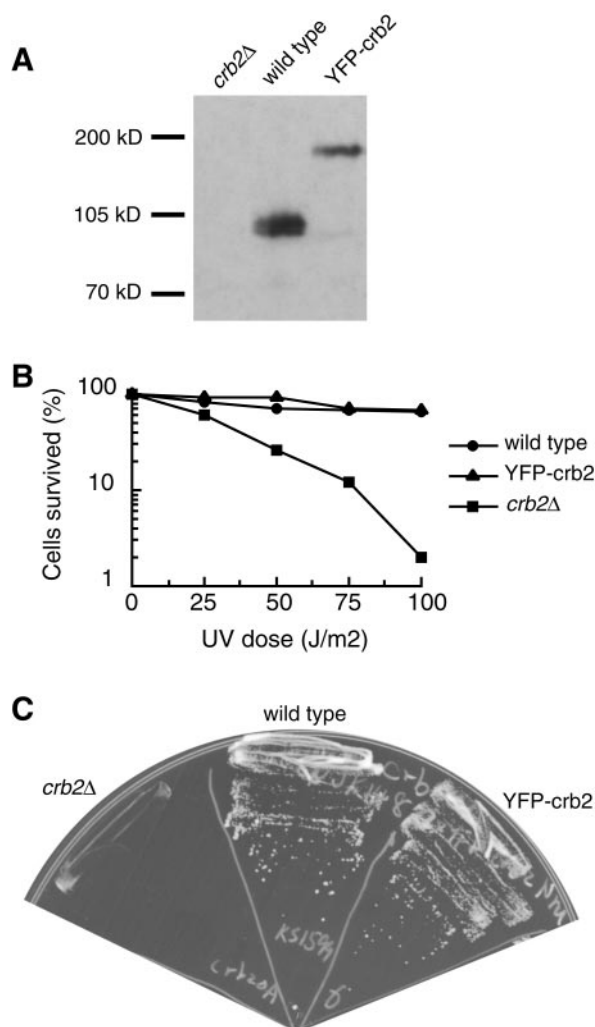 A
crb2Δ
wild type
YFP-crb2
200 kD
105 kD
70 kD
B
Cells survived (%)
100
10
1
0 25 50 75 100
UV dose (J/m2)
wild type
YFP-crb2
crb2Δ
C
wild type
crb2Δ
YFP-crb2
Crb